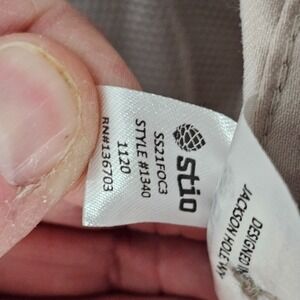 stio
SS21FOC3
STYLE #1340
1120
RN#136703
DESIGNED IN
JACKSON HOLE WY